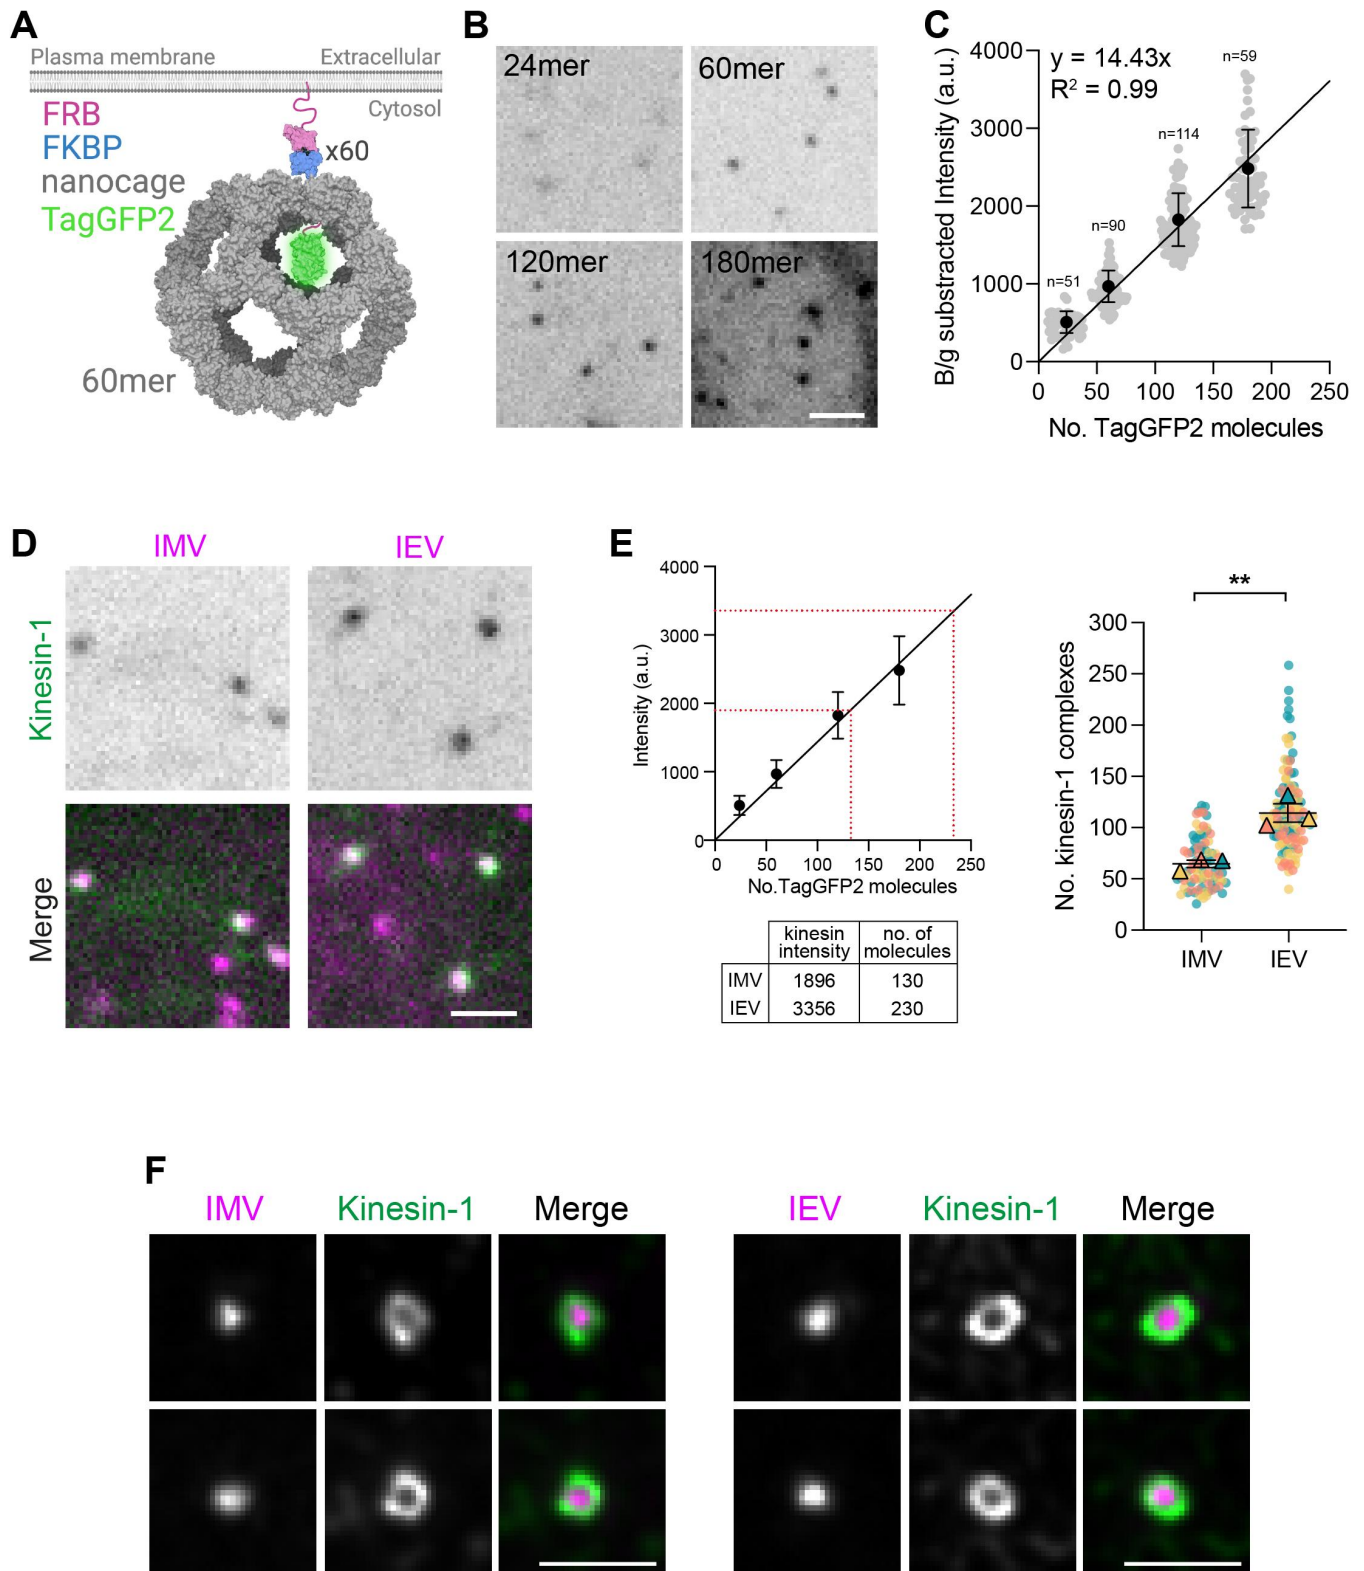 A
Plasma membrane
Extracellular
Cytosol
FRB
FKBP
x60
nanocage
TagGFP2
60mer
B
24mer
60mer
120mer
180mer
C
B/g substracted Intensity (a.u.)
4000
3000
2000
1000
0
y = 14.43x
R² = 0.99
n=51
n=90
n=114
n=59
0 50 100 150 200 250
No. TagGFP2 molecules
D
IMV
IEV
Kinesin-1
Merge
E
Intensity (a.u.)
4000
3000
2000
1000
0
0 50 100 150 200 250
No.TagGFP2 molecules
kinesin intensity
no. of molecules
IMV 1896 130
IEV 3356 230
**
No. kinesin-1 complexes
300
250
200
150
100
50
0
IMV IEV
F
IMV Kinesin-1 Merge
IEV Kinesin-1 Merge